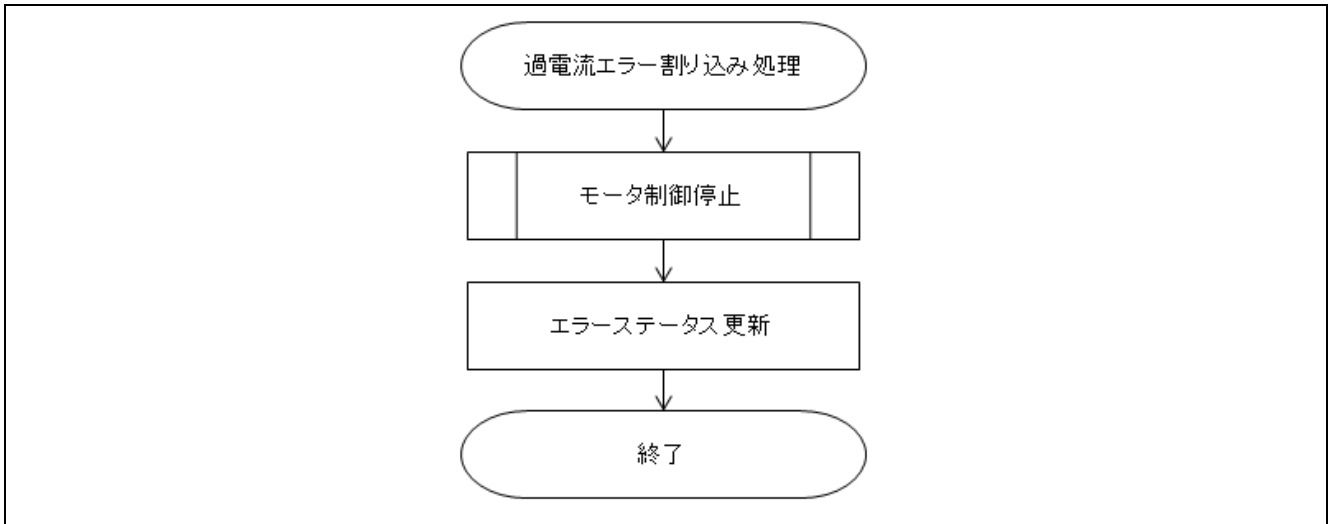 過電流エラー割り込み処理
モータ制御停止
エラーステータス更新
終了